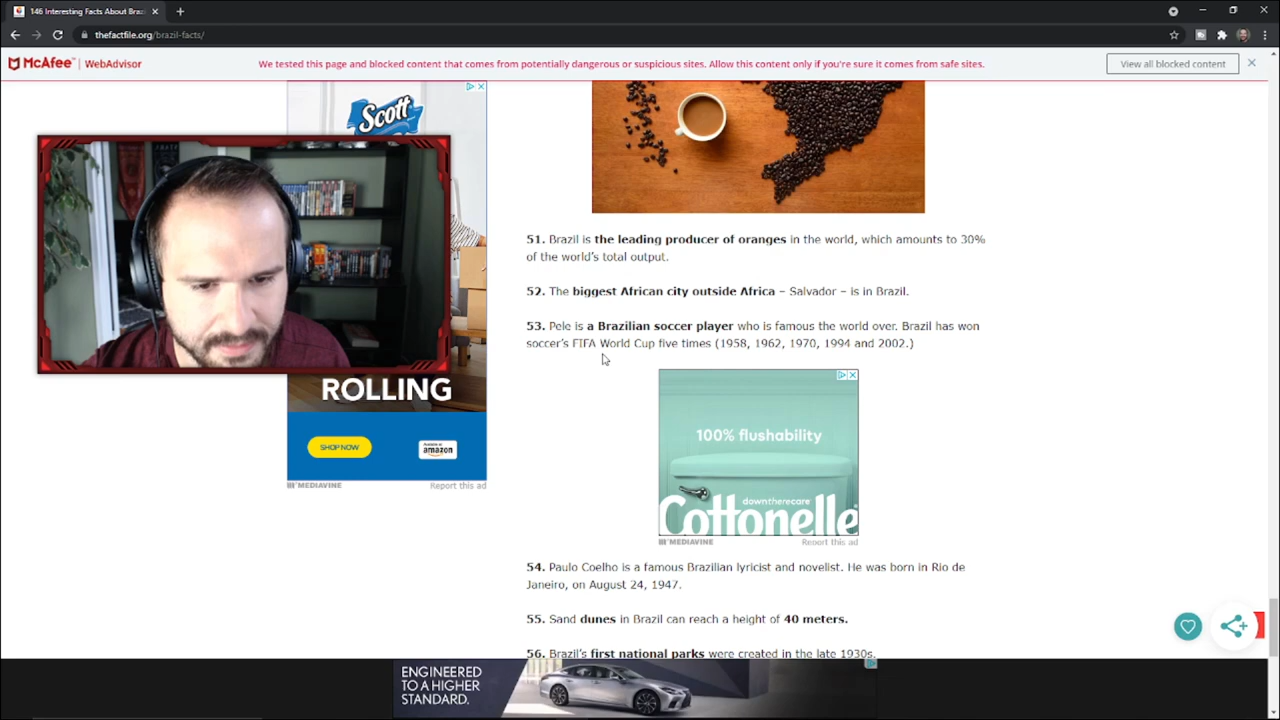 146 Interesting Facts About Braz
thefactfile.org/brazil-facts/
McAfee™ | WebAdvisor
We tested this page and blocked content that comes from potentially dangerous or suspicious sites. Allow this content only if you're sure it comes from safe sites.
View all blocked content
Scott
ROLLING
SHOP NOW
Available at
amazon
MEDIAVINE
Report this ad
51. Brazil is the leading producer of oranges in the world, which amounts to 30%
of the world's total output.
52. The biggest African city outside Africa – Salvador – is in Brazil.
53. Pele is a Brazilian soccer player who is famous the world over. Brazil has won
soccer's FIFA World Cup five times (1958, 1962, 1970, 1994 and 2002.)
100% flushability
downtherecare
Cottonelle
MEDIAVINE
Report this ad
54. Paulo Coelho is a famous Brazilian lyricist and novelist. He was born in Rio de
Janeiro, on August 24, 1947.
55. Sand dunes in Brazil can reach a height of 40 meters.
56. Brazil's first national parks were created in the late 1930s.
ENGINEERED
TO A HIGHER
STANDARD.